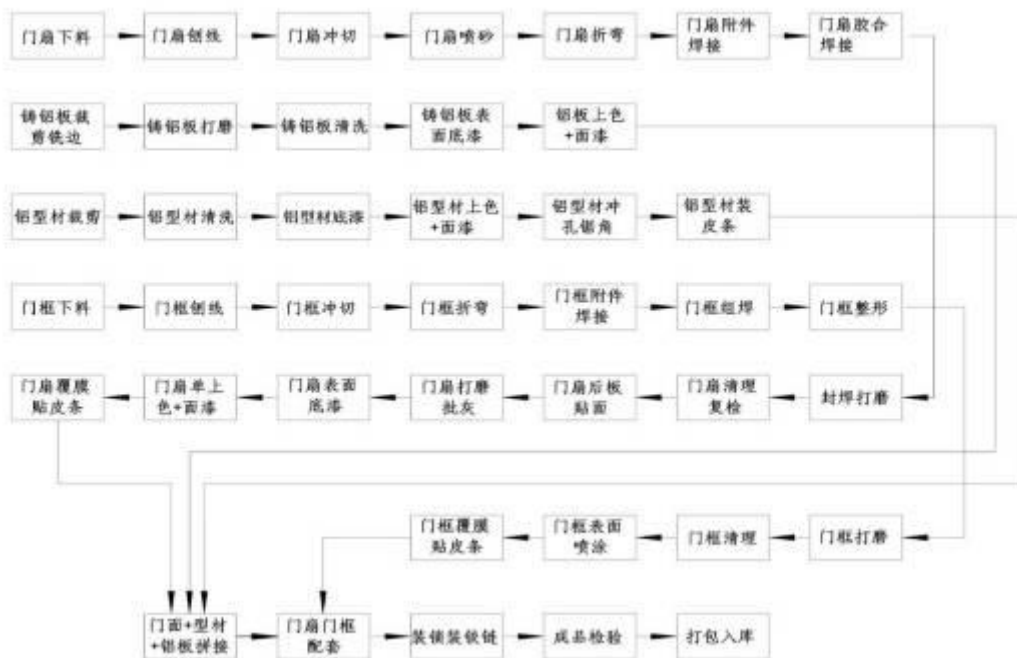 门扇下料
门扇刨线
门扇冲切
门扇喷砂
门扇折弯
门扇附件
焊接
门扇胶合
焊接
铸铝板裁
剪铣边
铸铝板打磨
铸铝板清洗
铸铝板表
面底漆
铝板上色
+面漆
铝型材裁剪
铝型材清洗
铝型材底漆
铝型材上色
+面漆
铝型材冲
孔锯角
铝型材装
皮条
门框下料
门框刨线
门框冲切
门框折弯
门框附件
焊接
门框组焊
门框整形
门扇覆膜
贴皮条
门扇单上
色+面漆
门扇表面
底漆
门扇打磨
批灰
门扇后板
贴面
门扇清理
复检
封焊打磨
门框覆膜
贴皮条
门框表面
喷涂
门框清理
门框打磨
门面+型材
+铝板拼接
门扇门框
配套
装锁装铰链
成品检验
打包入库